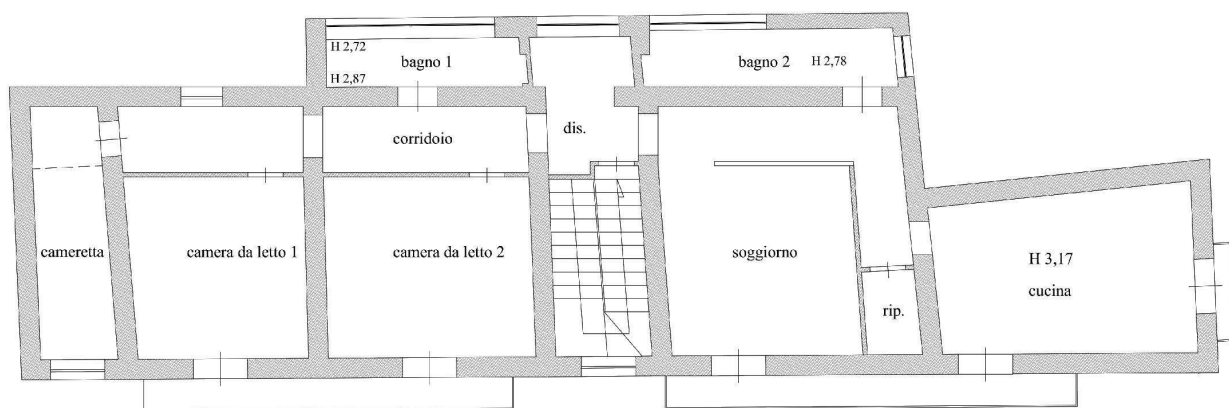 H 2,72
bagno 1
bagno 2
H 2,78
H 2,87
dis.
corridoio
cameretta
camera da letto 1
camera da letto 2
soggiorno
H 3,17
cucina
rip.